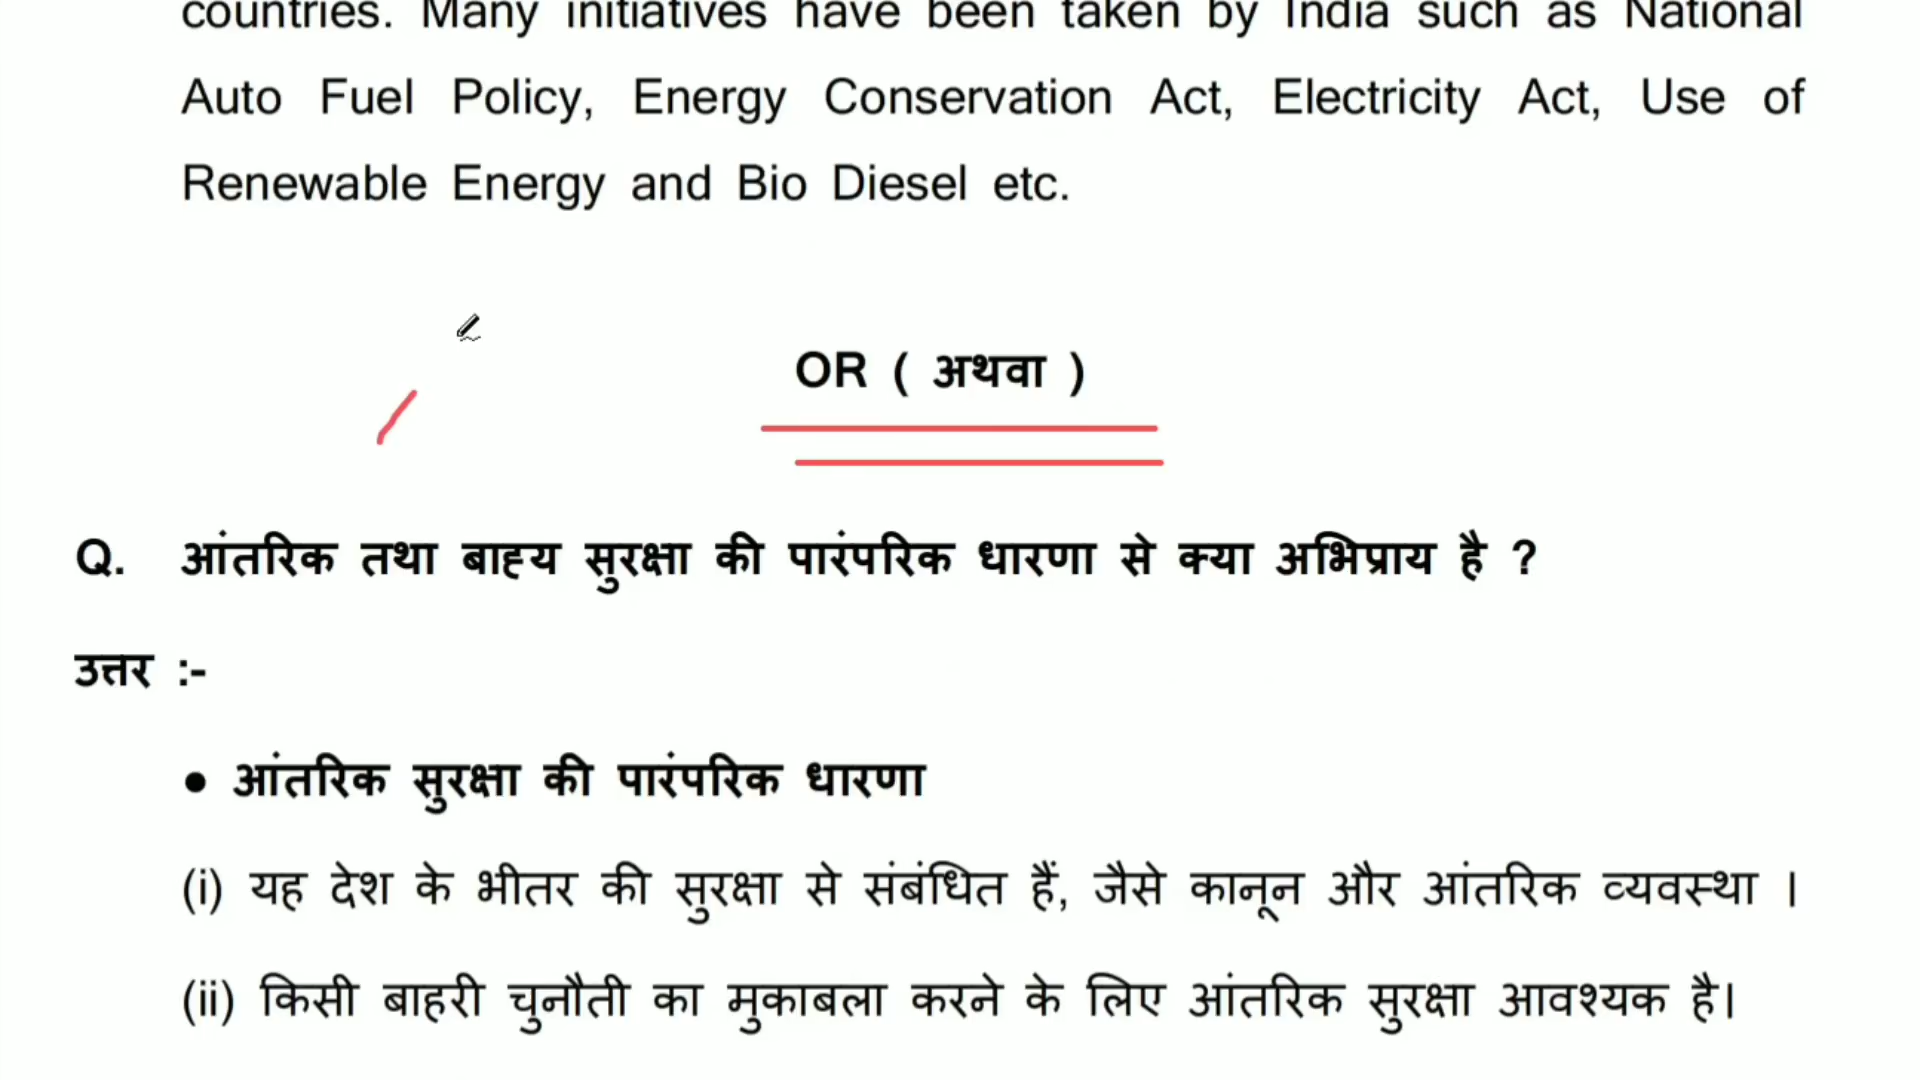 countries. Many initiatives have been taken by India such as National
Auto Fuel Policy, Energy Conservation Act, Electricity Act, Use of
Renewable Energy and Bio Diesel etc.
OR ( अथवा )
Q. आंतरिक तथा बाह्य सुरक्षा की पारंपरिक धारणा से क्या अभिप्राय है ?
उत्तर :-
● आंतरिक सुरक्षा की पारंपरिक धारणा
(i) यह देश के भीतर की सुरक्षा से संबंधित हैं, जैसे कानून और आंतरिक व्यवस्था ।
(ii) किसी बाहरी चुनौती का मुकाबला करने के लिए आंतरिक सुरक्षा आवश्यक है।